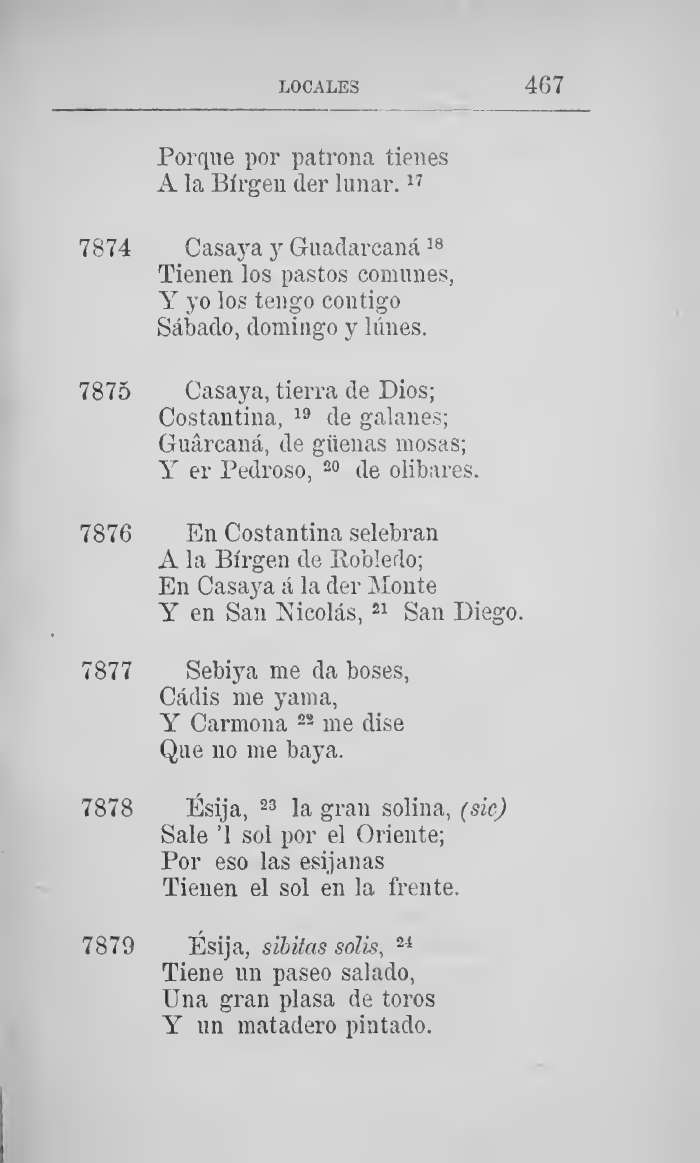 LOCALES 467
Porque por patrona tienes
A la Bírgen der lunar. 17
7874 Casaya y Guadarcaná 18
Tienen los pastos comunes,
Y yo los tengo contigo
Sábado, domingo y lúnes.
7875 Casaya, tierra de Dios;
Costantina, 19 de galanes;
Guârcaná, de güenas mosas;
Y er Pedroso, 20 de olibares.
7876 En Costantina selebran
A la Bírgen de Robledo;
En Casaya á la der Monte
Y en San Nicolás, 21 San Diego.
7877 Sebiya me da boses,
Cádis me yama,
Y Carmona 22 me dise
Que no me baya.
7878 Ésija, 23 la gran solina, (sic)
Sale 'l sol por el Oriente;
Por eso las esijanas
Tienen el sol en la frente.
7879 Ésija, sibitas solis, 24
Tiene un paseo salado,
Una gran plasa de toros
Y un matadero pintado.